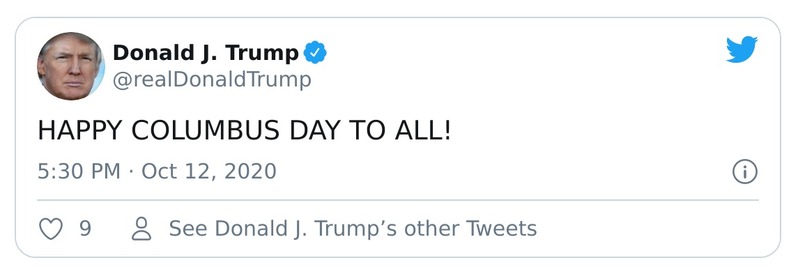 Donald J. Trump
@realDonaldTrump
HAPPY COLUMBUS DAY TO ALL!
5:30 PM · Oct 12, 2020
9 See Donald J. Trump’s other Tweets